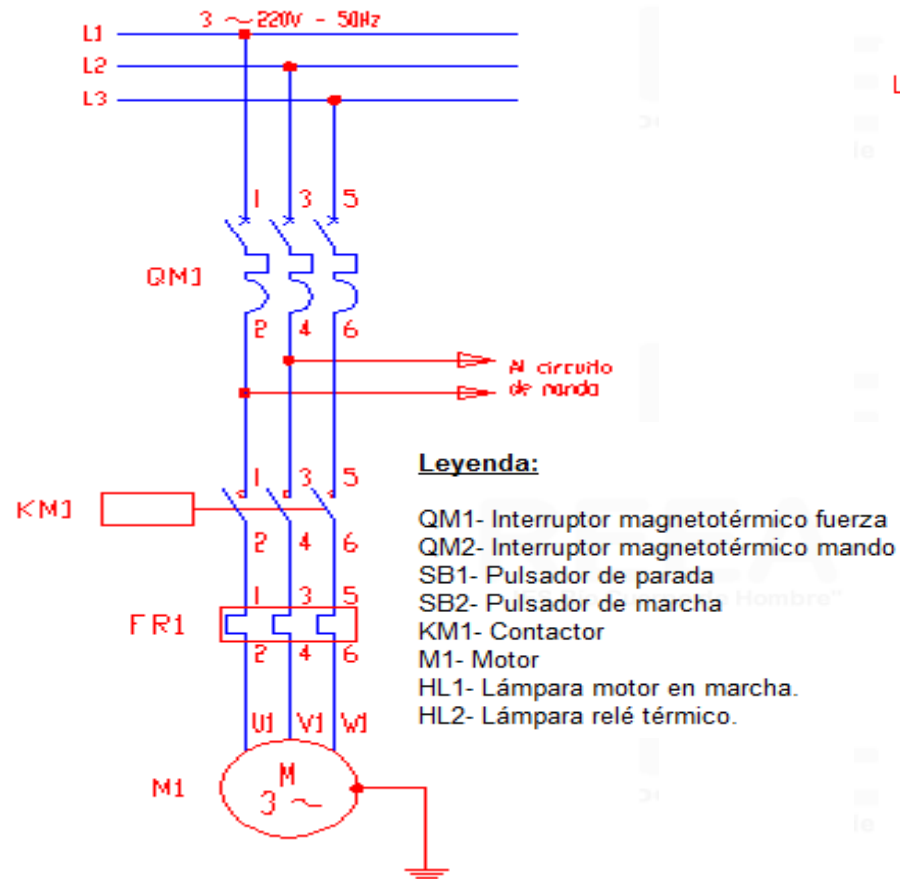 3 ~ 220V - 50Hz
L1
L2
L3
L
1 3 5
QM1
2 4 6
Al circuito
de manda
1 3 5
KM1
2 4 6
1 3 5
FR1
2 4 6
U1 V1 W1
M1
M
3 ~
Leyenda:
QM1- Interruptor magnetotérmico fuerza
QM2- Interruptor magnetotérmico mando
SB1- Pulsador de parada
SB2- Pulsador de marcha
KM1- Contactor
M1- Motor
HL1- Lámpara motor en marcha.
HL2- Lámpara relé térmico.
Hombre"